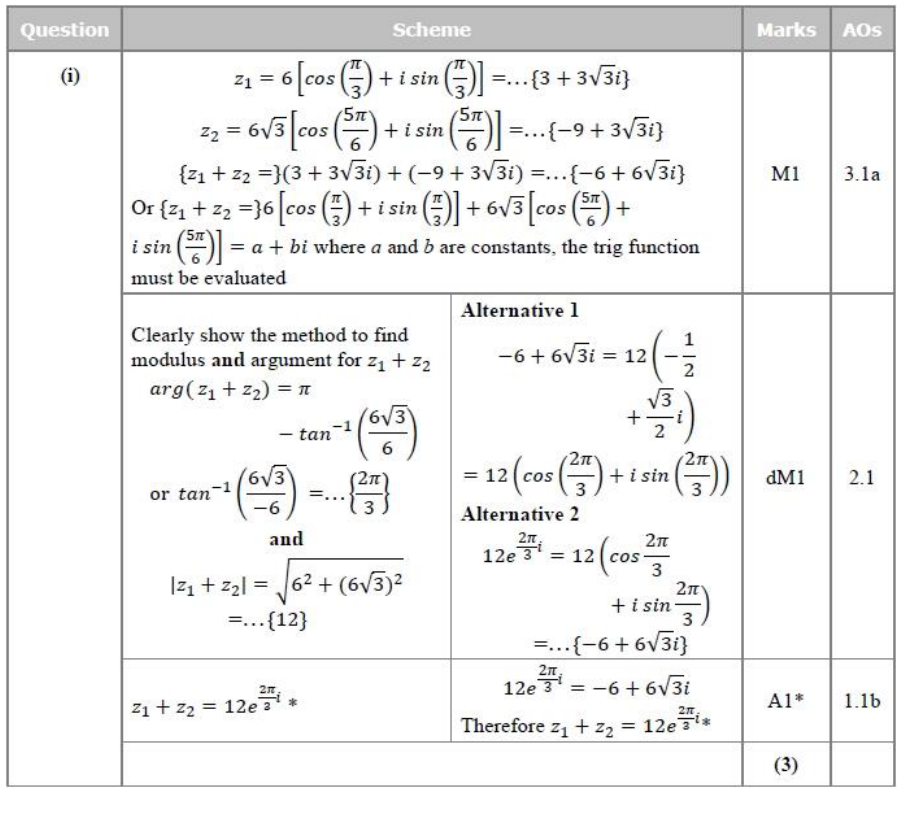 Question Scheme Marks AOs
(i)
z₁ = 6[cos(π/3) + i sin(π/3)] =...{3 + 3√3i}
z₂ = 6√3[cos(5π/6) + i sin(5π/6)] =...{−9 + 3√3i}
{z₁ + z₂ =}(3 + 3√3i) + (−9 + 3√3i) =...{−6 + 6√3i}
Or {z₁ + z₂ =}6[cos(π/3) + i sin(π/3)] + 6√3[cos(5π/6) +
i sin(5π/6)] = a + bi where a and b are constants, the trig function
must be evaluated
M1 3.1a
Clearly show the method to find
modulus and argument for z₁ + z₂
arg(z₁ + z₂) = π
− tan⁻¹(6√3/6)
or tan⁻¹(6√3/−6) =...{2π/3}
and
|z₁ + z₂| = √(6² + (6√3)²)
=...{12}
Alternative 1
−6 + 6√3i = 12(−1/2
+ √3/2 i)
= 12(cos(2π/3) + i sin(2π/3))
Alternative 2
12e^(2π/3 i) = 12(cos 2π/3
+ i sin 2π/3)
=...{−6 + 6√3i}
dM1 2.1
z₁ + z₂ = 12e^(2π/3 i) *
12e^(2π/3 i) = −6 + 6√3i
Therefore z₁ + z₂ = 12e^(2π/3 i)*
A1* 1.1b
(3)